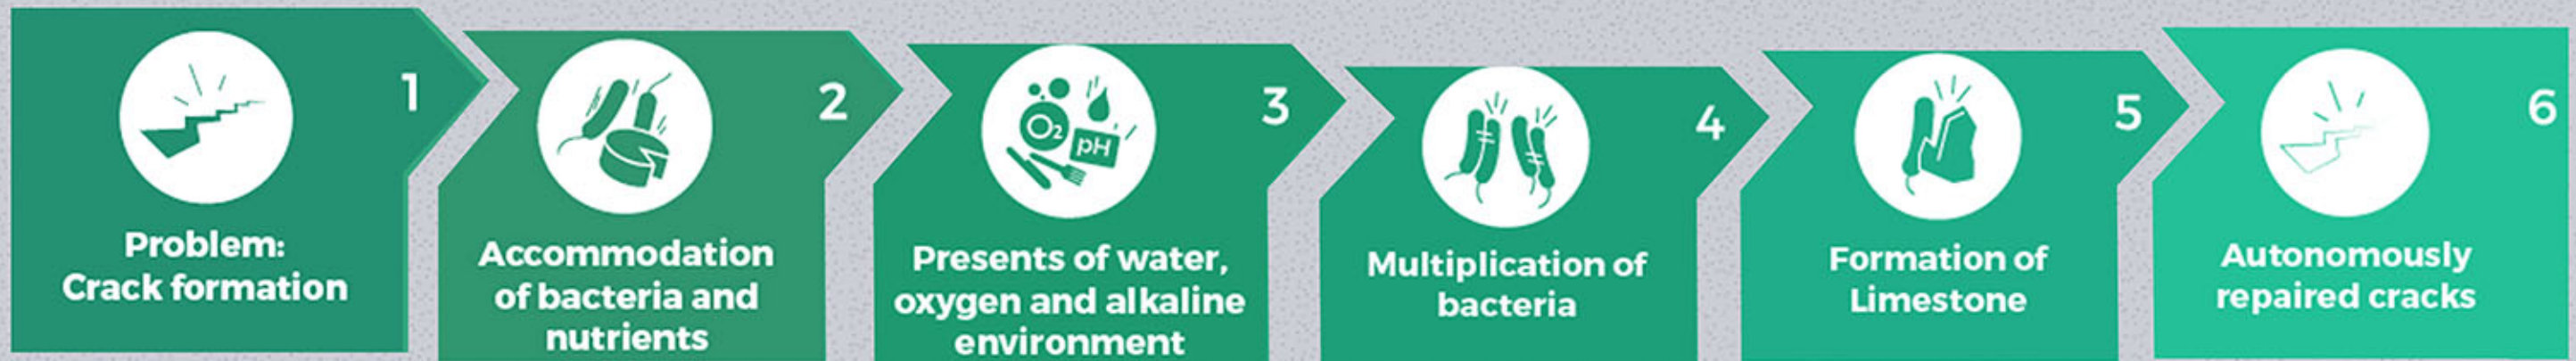 1
Problem:
Crack formation
2
Accommodation
of bacteria and
nutrients
O₂
pH
3
Presents of water,
oxygen and alkaline
environment
4
Multiplication of
bacteria
5
Formation of
Limestone
6
Autonomously
repaired cracks